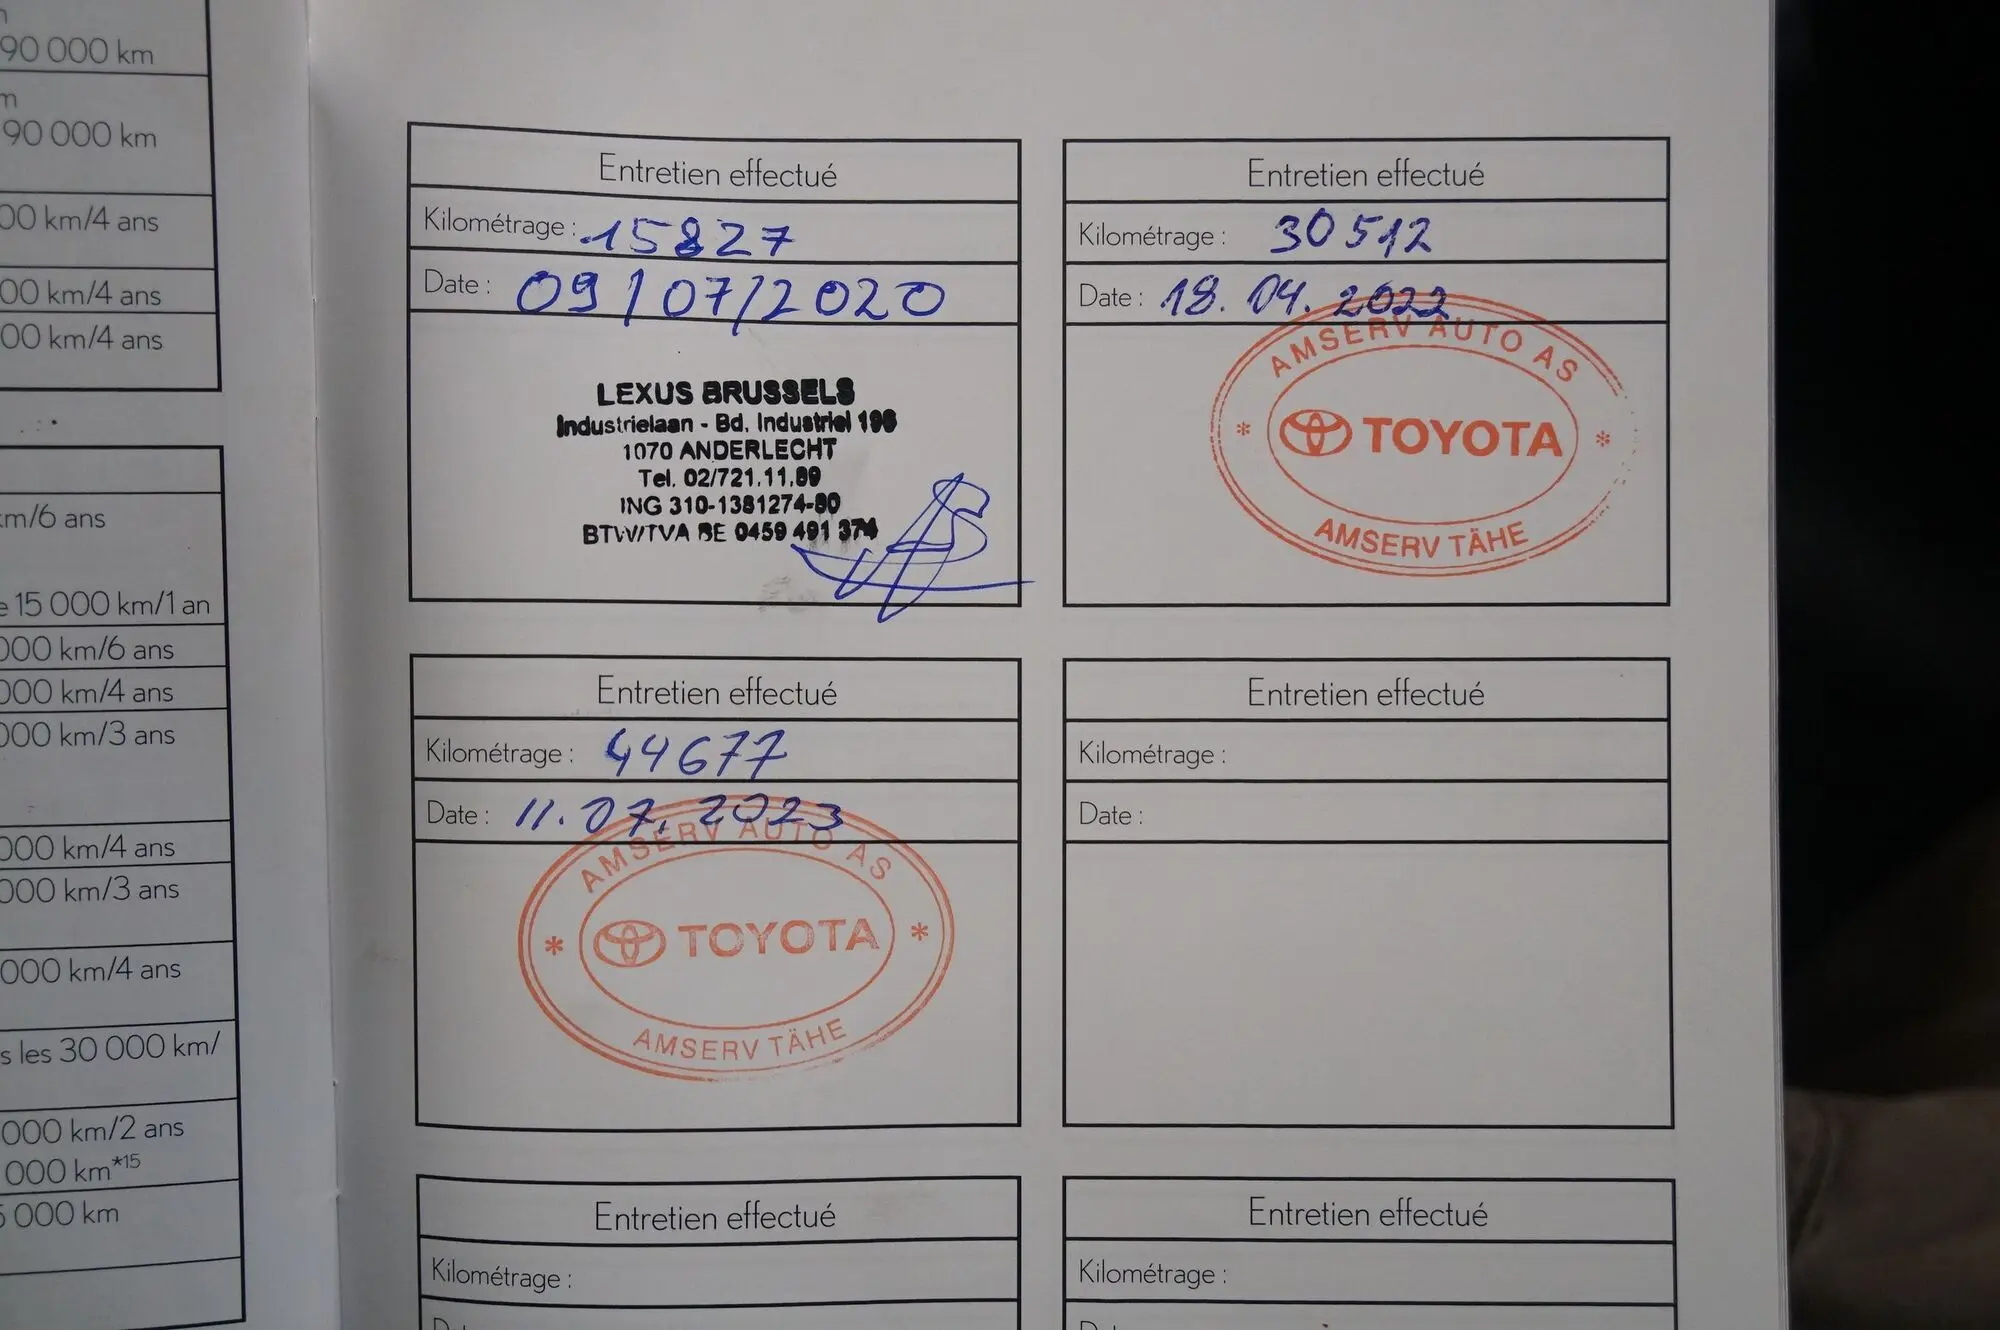 90 000 km
m
90 000 km
00 km/4 ans
00 km/4 ans
00 km/4 ans
km/6 ans
e 15 000 km/1 an
000 km/6 ans
000 km/4 ans
000 km/3 ans
000 km/4 ans
000 km/3 ans
000 km/4 ans
s les 30 000 km/
000 km/2 ans
000 km*15
5 000 km
Entretien effectué
Kilométrage : 15827
Date : 09/07/2020
LEXUS BRUSSELS
Industrielaan - Bd. Industriel 198
1070 ANDERLECHT
Tel. 02/721.11.89
ING 310-1381274-80
BTW/TVA BE 0459 491 374
Entretien effectué
Kilométrage : 30512
Date : 18.04.2022
AMSERV AUTO AS
* TOYOTA *
AMSERV TÄHE
Entretien effectué
Kilométrage : 44677
Date : 11.07.2023
AMSERV AUTO AS
* TOYOTA *
AMSERV TÄHE
Entretien effectué
Kilométrage :
Date :
Entretien effectué
Kilométrage :
Entretien effectué
Kilométrage :